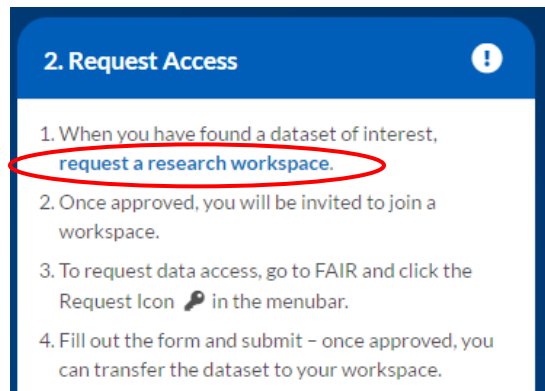 2. Request Access
1. When you have found a dataset of interest,
request a research workspace.
2. Once approved, you will be invited to join a
workspace.
3. To request data access, go to FAIR and click the
Request Icon in the menubar.
4. Fill out the form and submit – once approved, you
can transfer the dataset to your workspace.